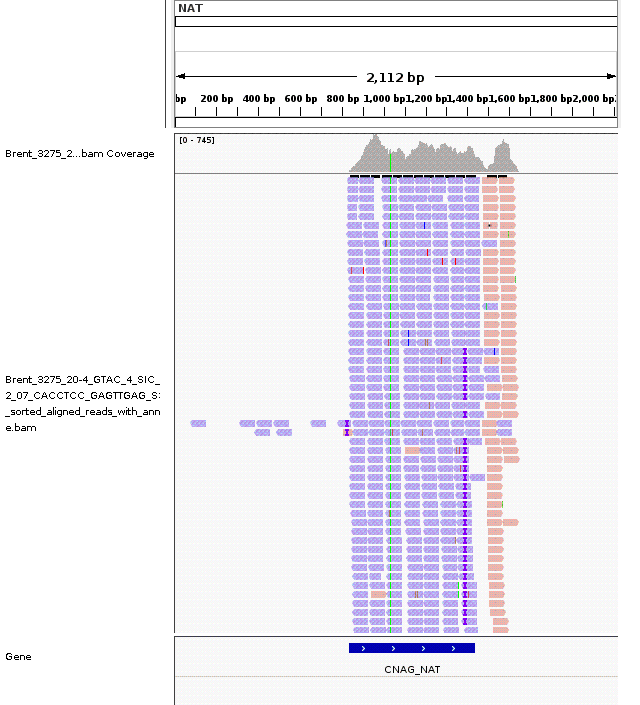 NAT
2,112 bp
bp 200 bp 400 bp 600 bp 800 bp 1,000 bp 1,200 bp 1,400 bp 1,600 bp 1,800 bp 2,000 bp
[0 - 745]
Brent_3275_2...bam Coverage
Brent_3275_20-4_GTAC_4_SIC_
2_07_CACCTCC_GAGTTGAG_S:
_sorted_aligned_reads_with_ann
e.bam
Gene
CNAG_NAT